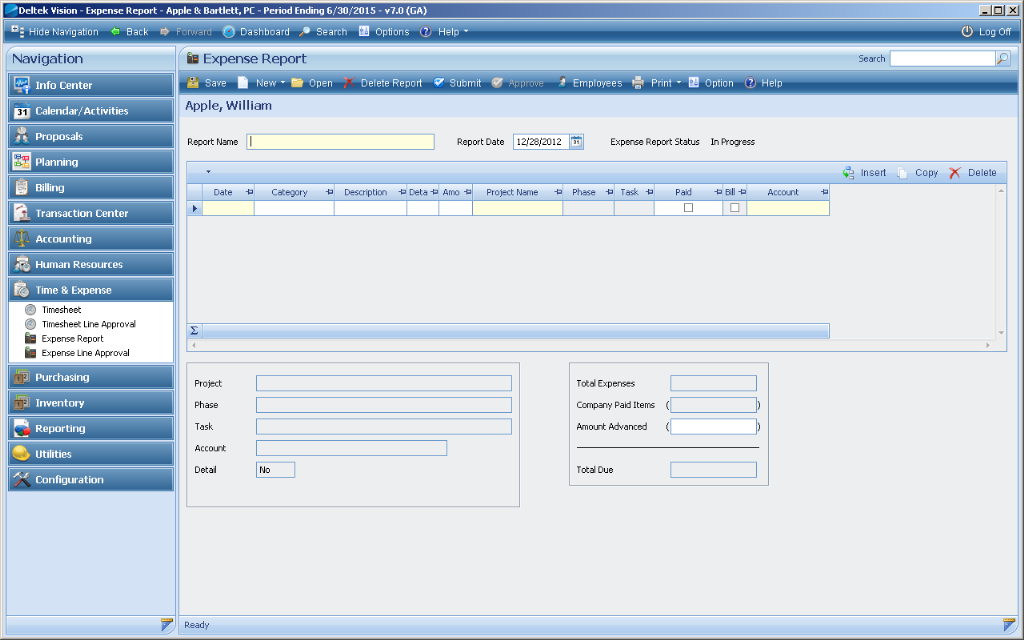 Deltek Vision - Expense Report - Apple & Bartlett, PC - Period Ending 6/30/2015 - v7.0 (GA)
Hide Navigation Back Forward Dashboard Search Options Help Log Off
Navigation
Info Center
31 Calendar/Activities
Proposals
Planning
Billing
Transaction Center
Accounting
Human Resources
Time & Expense
Timesheet
Timesheet Line Approval
Expense Report
Expense Line Approval
Purchasing
Inventory
Reporting
Utilities
Configuration
Expense Report Search
Save New Open Delete Report Submit Approve Employees Print Option Help
Apple, William
Report Name Report Date 12/28/2012 Expense Report Status In Progress
Insert Copy Delete
Date Category Description Deta Amo Project Name Phase Task Paid Bill Account
Σ
Project
Phase
Task
Account
Detail No
Total Expenses
Company Paid Items ( )
Amount Advanced ( )
Total Due
Ready